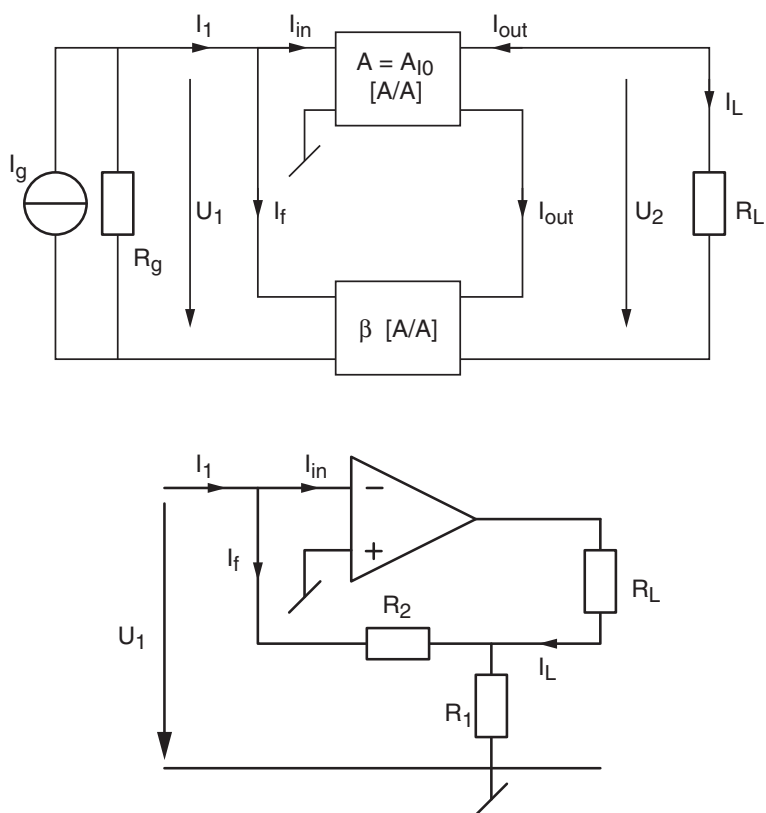 I1 Iin Iout
A = AI0
[A/A]
IL
Ig
Rg
U1
If
Iout
U2
RL
β [A/A]
I1 Iin
−
+
If
R2
RL
U1
IL
R1